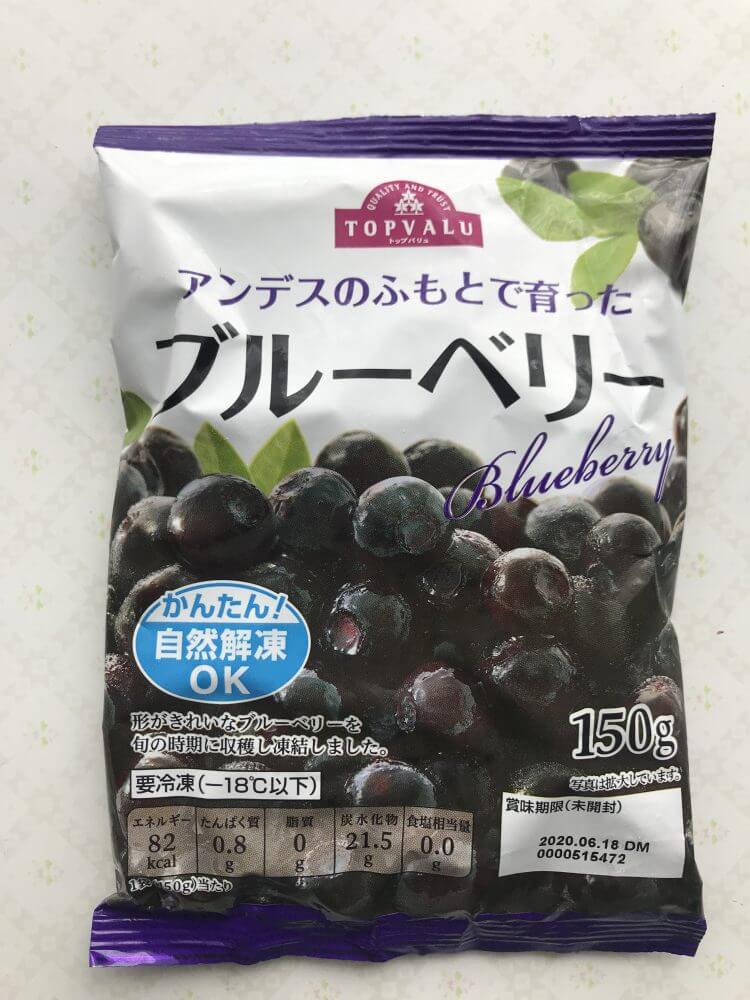 QUALITY AND TRUST
TOPVALU
トップバリュ
アンデスのふもとで育った
ブルーベリー
Blueberry
かんたん!
自然解凍
OK
形がきれいなブルーベリーを
旬の時期に収穫し凍結しました。
150g
写真は拡大しています。
要冷凍(-18℃以下)
賞味期限(未開封)
2020.06.18 DM
0000515472
エネルギー たんぱく質 脂質 炭水化物 食塩相当量
82 0.8 0 21.5 0.0
kcal g g g g
1袋(150g)当たり